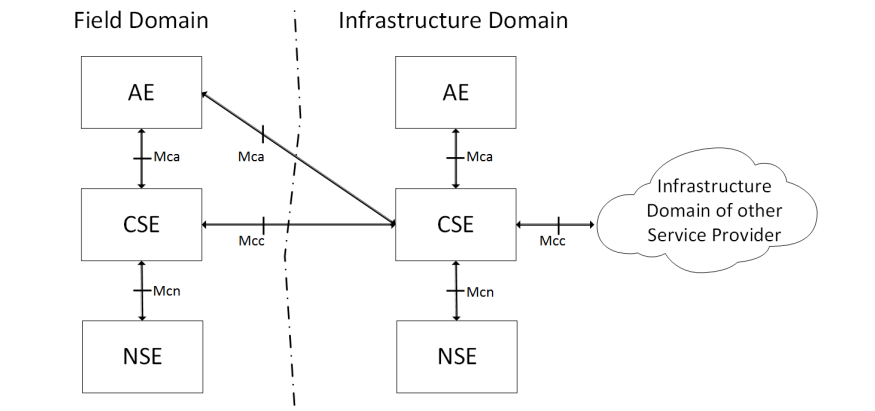 Field Domain
Infrastructure Domain
AE
AE
Mca
Mca
Mca
CSE
CSE
Infrastructure
Domain of other
Service Provider
Mcc
Mcc
Mcn
Mcn
NSE
NSE